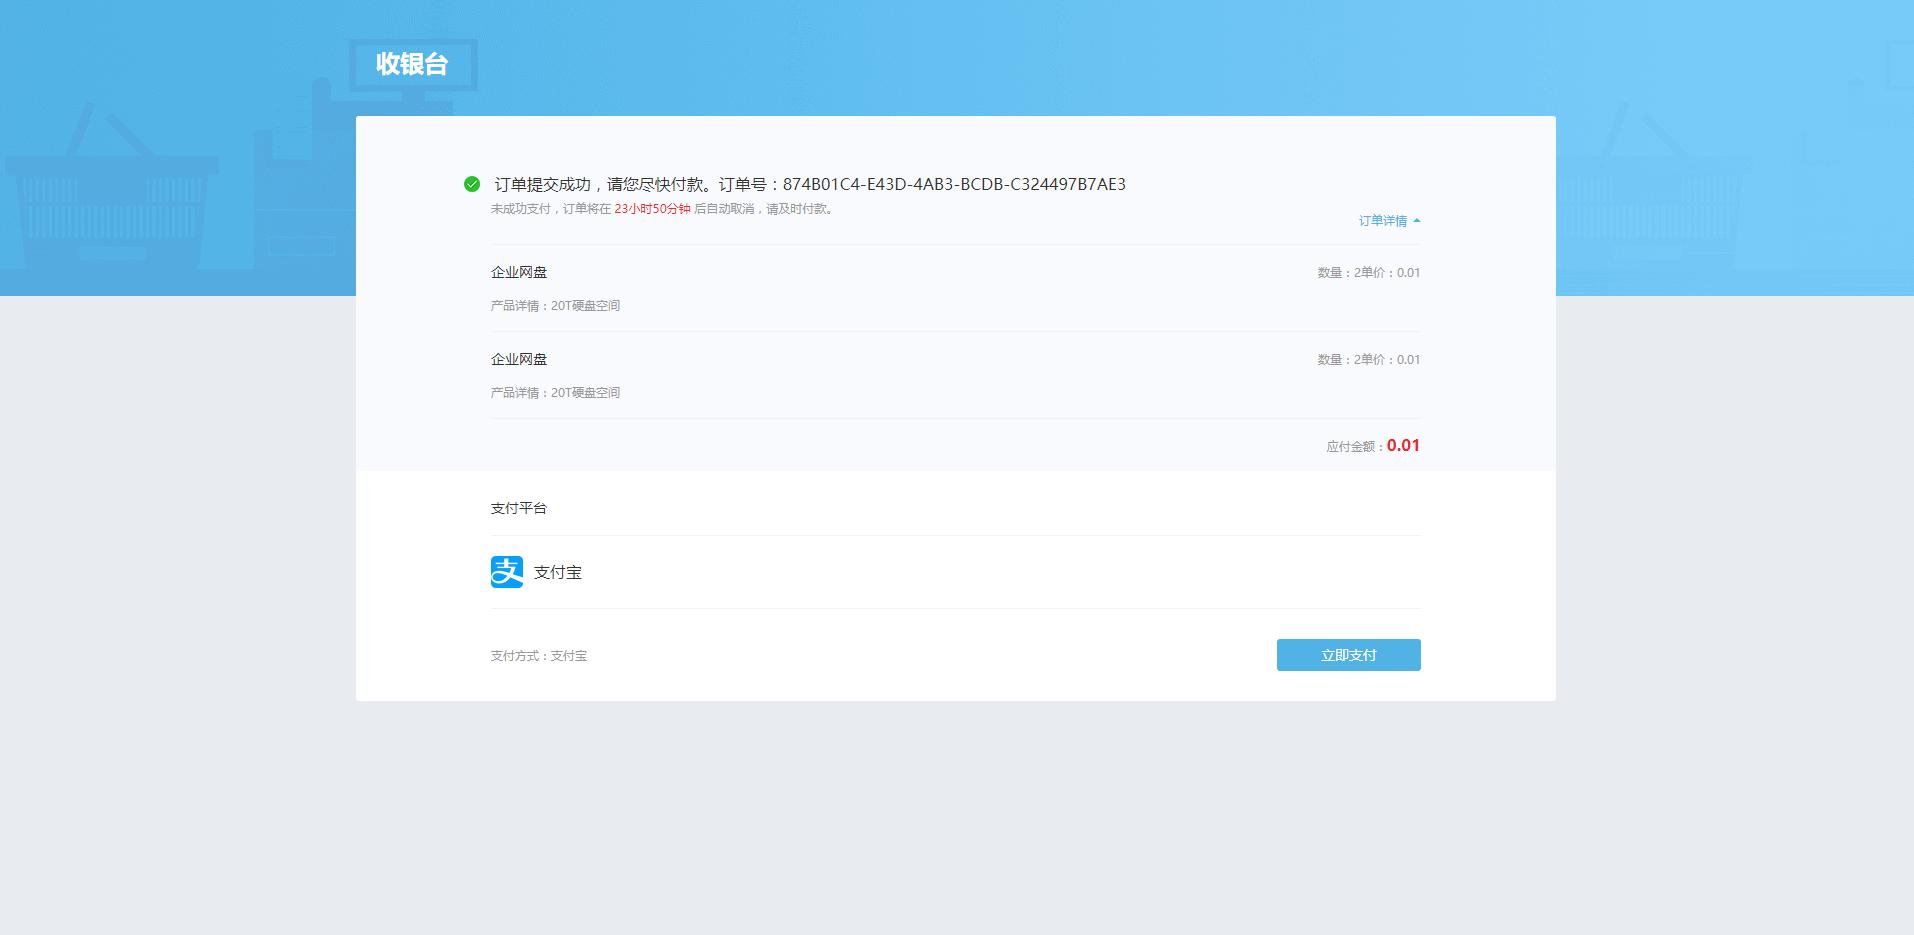 收银台
订单提交成功，请您尽快付款。订单号：874B01C4-E43D-4AB3-BCDB-C324497B7AE3
未成功支付，订单将在 23小时50分钟 后自动取消，请及时付款。
订单详情
企业网盘
数量：2单价：0.01
产品详情：20T硬盘空间
企业网盘
数量：2单价：0.01
产品详情：20T硬盘空间
应付金额：0.01
支付平台
支 支付宝
支付方式：支付宝
立即支付